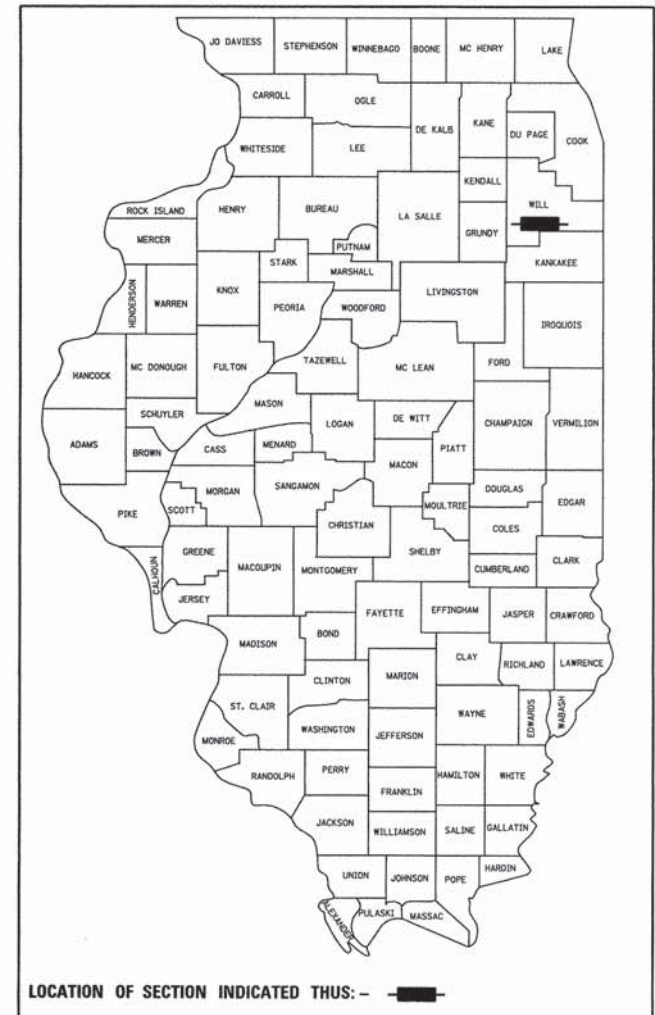 JO DAVIESS
STEPHENSON
WINNEBAGO
BOONE
MC HENRY
LAKE
CARROLL
OGLE
DE KALB
KANE
DU PAGE
COOK
WHITESIDE
LEE
KENDALL
WILL
ROCK ISLAND
HENRY
BUREAU
LA SALLE
GRUNDY
MERCER
PUTNAM
STARK
MARSHALL
KANKAKEE
HENDERSON
WARREN
KNOX
PEORIA
WOODFORD
LIVINGSTON
IROQUOIS
HANCOCK
MC DONOUGH
FULTON
TAZEWELL
MC LEAN
FORD
SCHUYLER
MASON
LOGAN
DE WITT
CHAMPAIGN
VERMILION
ADAMS
BROWN
CASS
MENARD
PIATT
MACON
PIKE
SCOTT
MORGAN
SANGAMON
CHRISTIAN
MOULTRIE
DOUGLAS
EDGAR
COLES
CALHOUN
GREENE
MACOUPIN
MONTGOMERY
SHELBY
CUMBERLAND
CLARK
JERSEY
FAYETTE
EFFINGHAM
JASPER
CRAWFORD
MADISON
BOND
CLAY
RICHLAND
LAWRENCE
CLINTON
MARION
ST. CLAIR
WAYNE
EDWARDS
WABASH
WASHINGTON
JEFFERSON
MONROE
RANDOLPH
PERRY
HAMILTON
WHITE
FRANKLIN
JACKSON
WILLIAMSON
SALINE
GALLATIN
UNION
JOHNSON
POPE
HARDIN
ALEXANDER
PULASKI
MASSAC
LOCATION OF SECTION INDICATED THUS: -